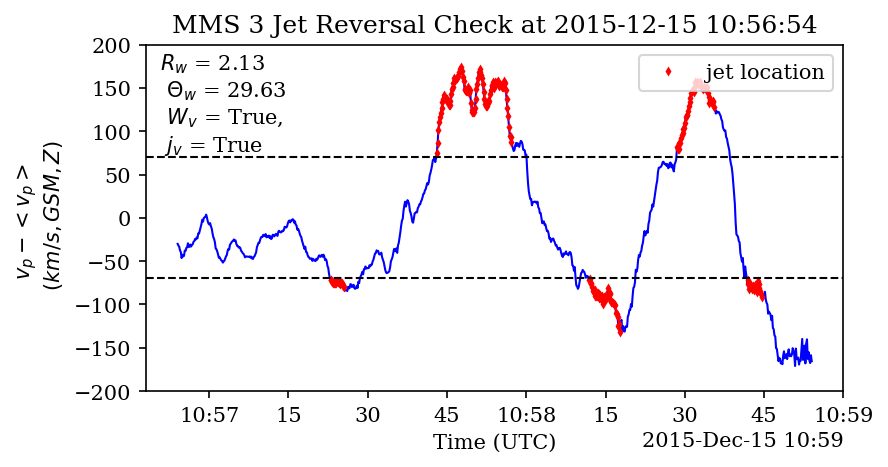 MMS 3 Jet Reversal Check at 2015-12-15 10:56:54
200
150
100
50
0
−50
−100
−150
−200
v_p − < v_p >
(km/s, GSM, Z)
R_w = 2.13
Θ_w = 29.63
W_v = True,
j_v = True
jet location
10:57 15 30 45 10:58 15 30 45 10:59
Time (UTC)
2015-Dec-15 10:59